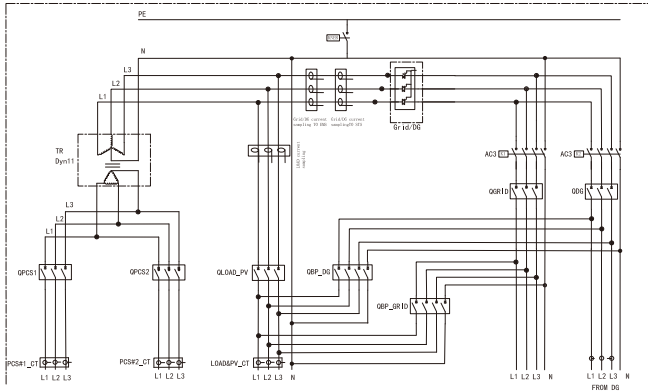 PE
N
L3
L2
L1
Grid/DG current
sampling TO EMS
Grid/DG current
samplingTO STS
Grid/DG
TR
Dyn11
LOAD current
sampling
AC3
AC3
QGRID
QDG
L3
L2
L1
QPCS1
QPCS2
QLOAD_PV
QBP_DG
QBP_GRID
PCS#1_CT
PCS#2_CT
LOAD&PV_CT
L1 L2 L3
L1 L2 L3
L1 L2 L3 N
L1 L2 L3 N
L1 L2 L3 N
FROM DG